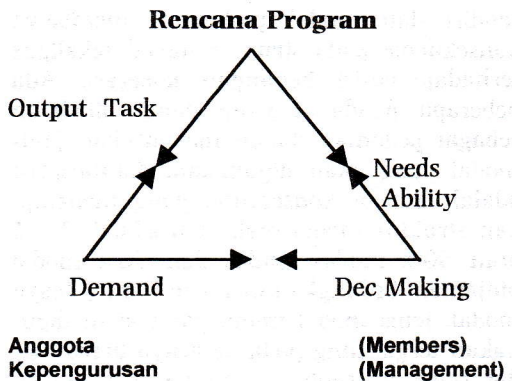 Rencana Program
Output Task
Needs
Ability
Demand Dec Making
Anggota (Members)
Kepengurusan (Management)